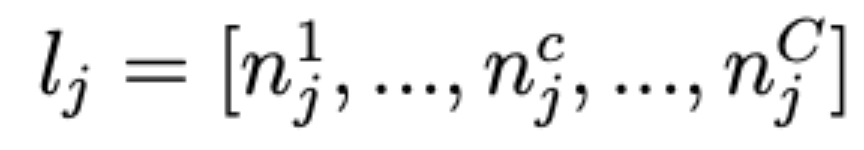 l_j = [n_j^1, ..., n_j^c, ..., n_j^C]